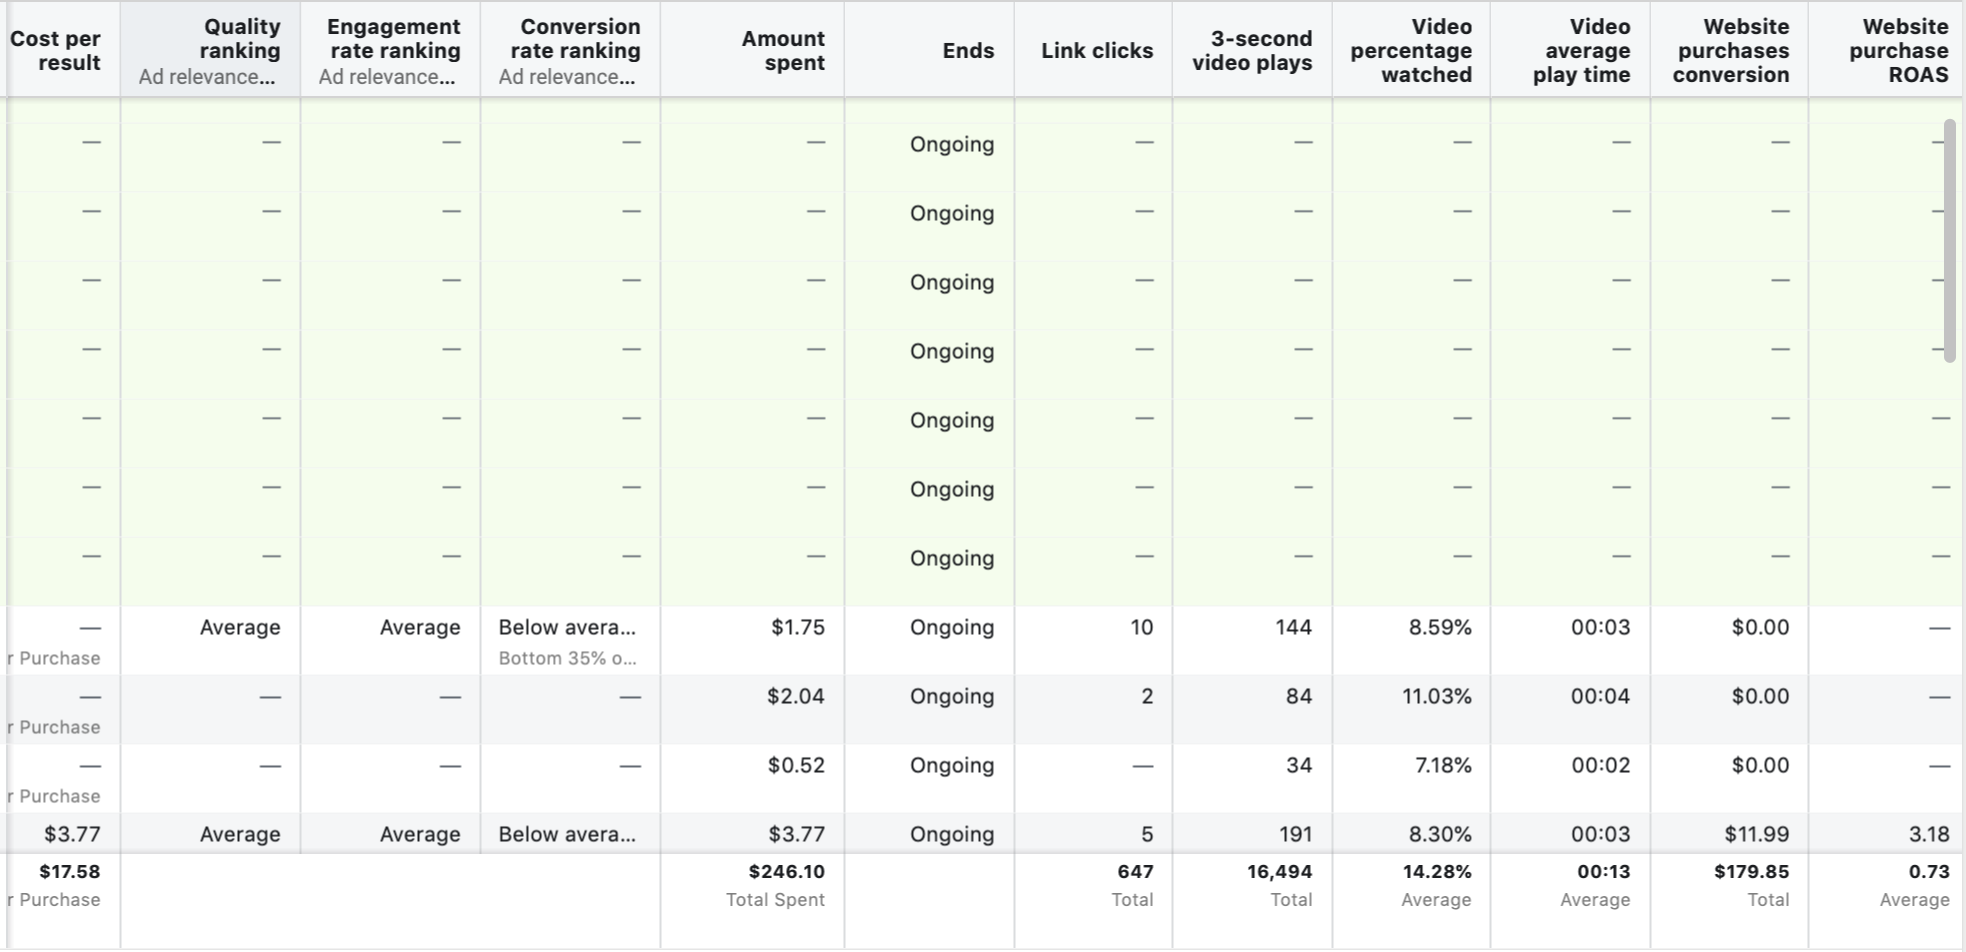 Cost per result	Quality ranking Ad relevance...	Engagement rate ranking Ad relevance...	Conversion rate ranking Ad relevance...	Amount spent	Ends	Link clicks	3-second video plays	Video percentage watched	Video average play time	Website purchases conversion	Website purchase ROAS
—	—	—	—	—	Ongoing	—	—	—	—	—	—
—	—	—	—	—	Ongoing	—	—	—	—	—	—
—	—	—	—	—	Ongoing	—	—	—	—	—	—
—	—	—	—	—	Ongoing	—	—	—	—	—	—
—	—	—	—	—	Ongoing	—	—	—	—	—	—
—	—	—	—	—	Ongoing	—	—	—	—	—	—
—	—	—	—	—	Ongoing	—	—	—	—	—	—
—	Average	Average	Below avera...	$1.75	Ongoing	10	144	8.59%	00:03	$0.00	—
r Purchase	Bottom 35% o...
—	—	—	—	$2.04	Ongoing	2	84	11.03%	00:04	$0.00	—
r Purchase
—	—	—	—	$0.52	Ongoing	—	34	7.18%	00:02	$0.00	—
r Purchase
$3.77	Average	Average	Below avera...	$3.77	Ongoing	5	191	8.30%	00:03	$11.99	3.18
$17.58	$246.10	647	16,494	14.28%	00:13	$179.85	0.73
r Purchase	Total Spent	Total	Total	Average	Average	Total	Average